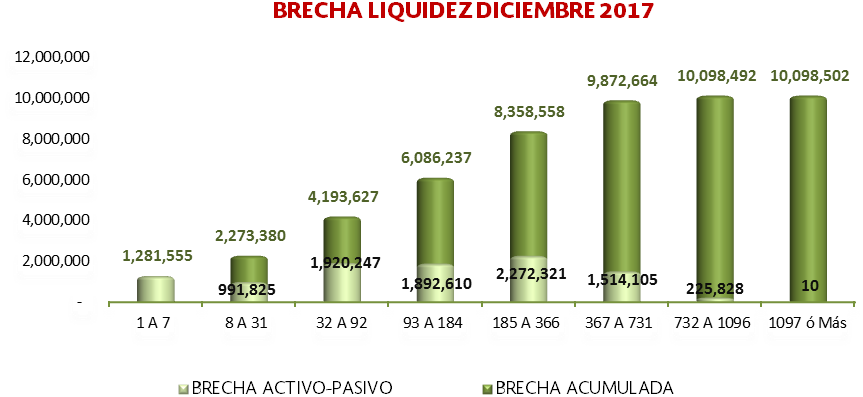 BRECHA LIQUIDEZ DICIEMBRE 2017
12,000,000
10,000,000
8,000,000
6,000,000
4,000,000
2,000,000
-
1,281,555
2,273,380
4,193,627
6,086,237
8,358,558
9,872,664
10,098,492
10,098,502
991,825
1,920,247
1,892,610
2,272,321
1,514,105
225,828
10
1 A 7
8 A 31
32 A 92
93 A 184
185 A 366
367 A 731
732 A 1096
1097 ó Más
BRECHA ACTIVO-PASIVO
BRECHA ACUMULADA